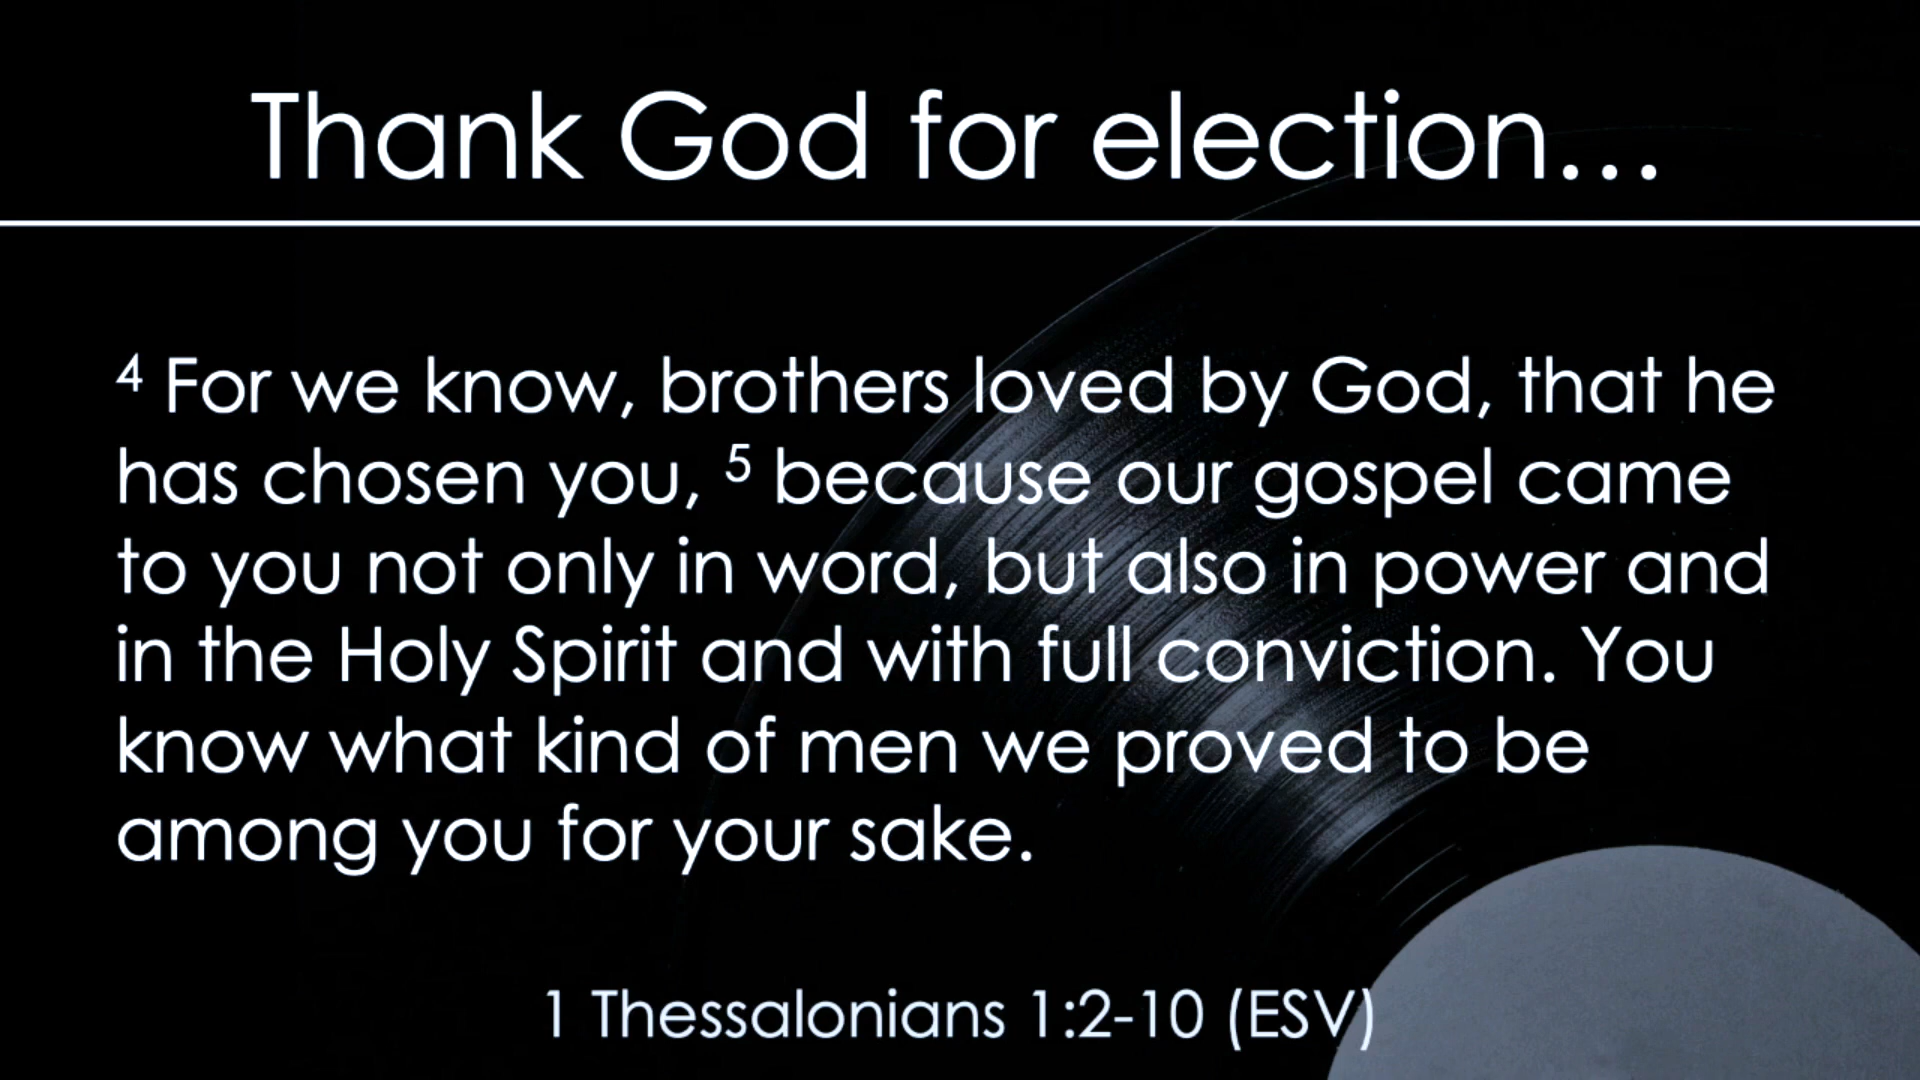 Thank God for election...
4 For we know, brothers loved by God, that he
has chosen you, 5 because our gospel came
to you not only in word, but also in power and
in the Holy Spirit and with full conviction. You
know what kind of men we proved to be
among you for your sake.
1 Thessalonians 1:2-10 (ESV)